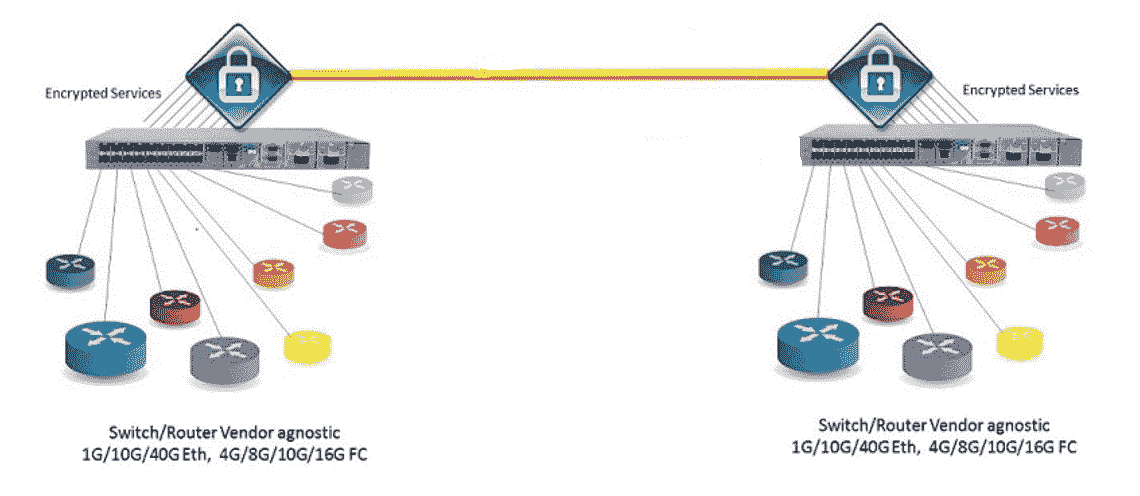 Encrypted Services
Encrypted Services
Switch/Router Vendor agnostic
1G/10G/40G Eth, 4G/8G/10G/16G FC
Switch/Router Vendor agnostic
1G/10G/40G Eth, 4G/8G/10G/16G FC